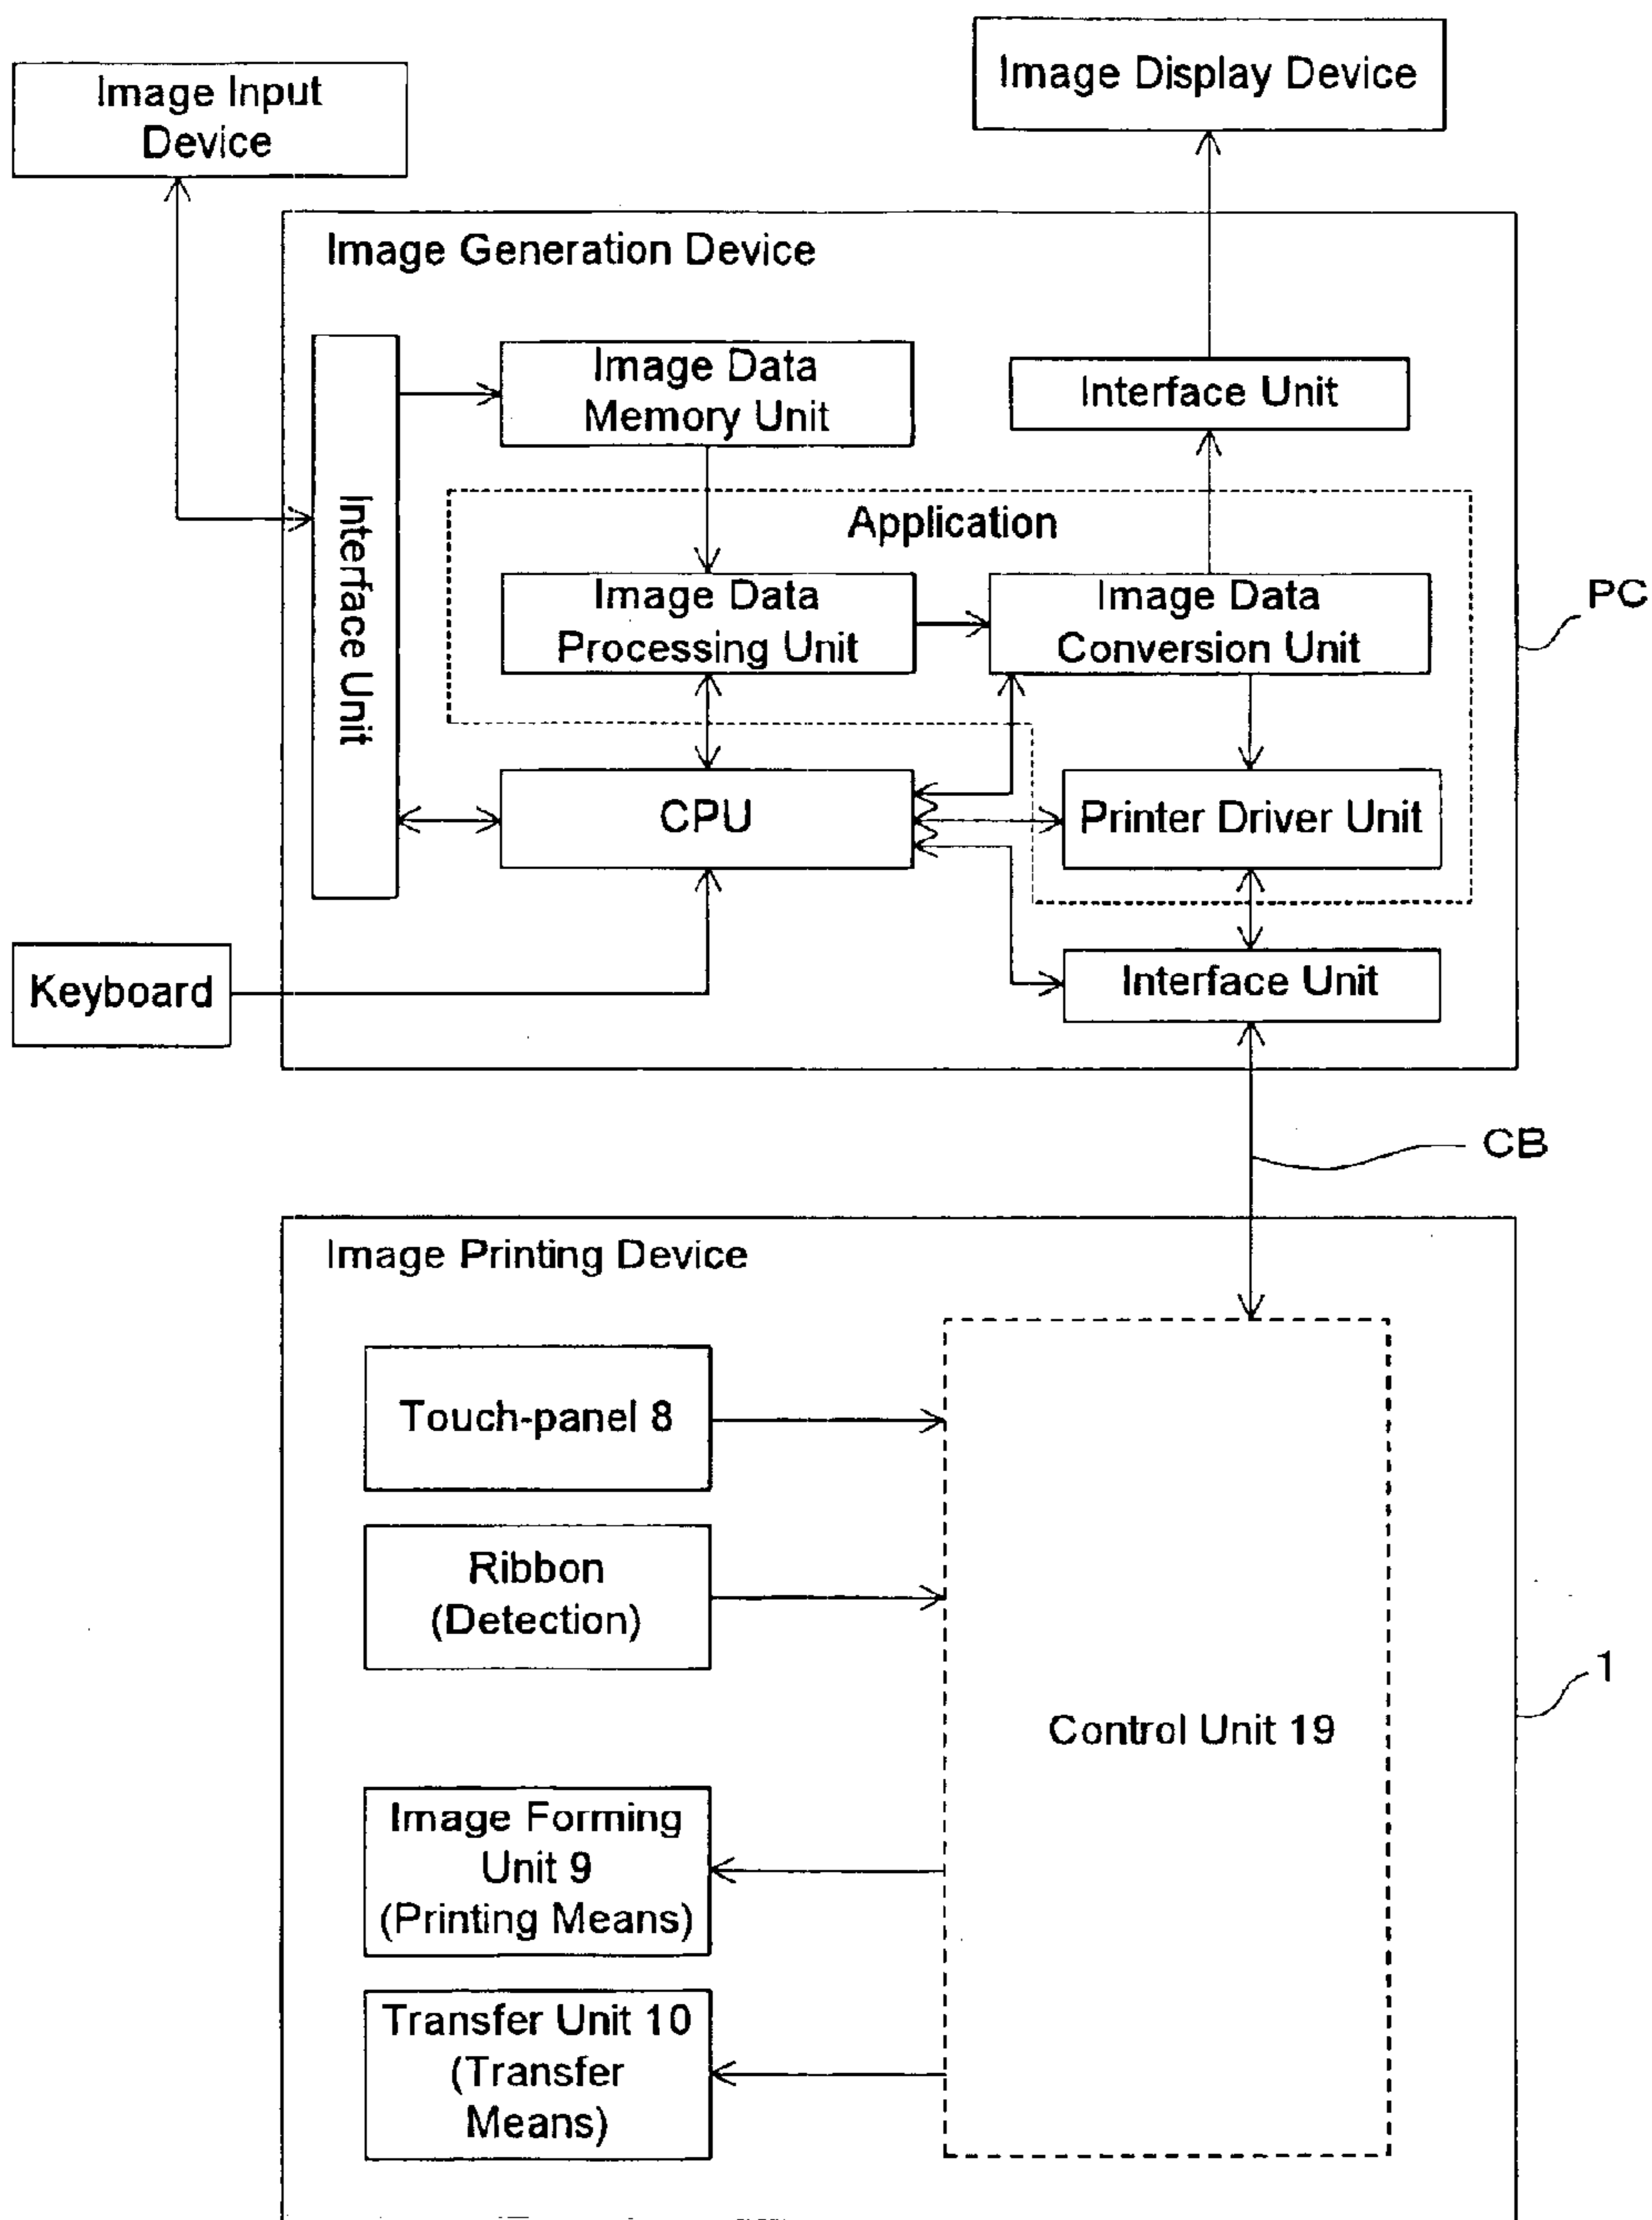 Image Display Device
Image Input
Device
Image Generation Device
Interface Unit
Image Data
Memory Unit
Interface Unit
Application
Image Data
Processing Unit
Image Data
Conversion Unit
PC
CPU
Printer Driver Unit
Keyboard
Interface Unit
CB
Image Printing Device
Touch-panel 8
Ribbon
(Detection)
Control Unit 19
1
Image Forming
Unit 9
(Printing Means)
Transfer Unit 10
(Transfer
Means)